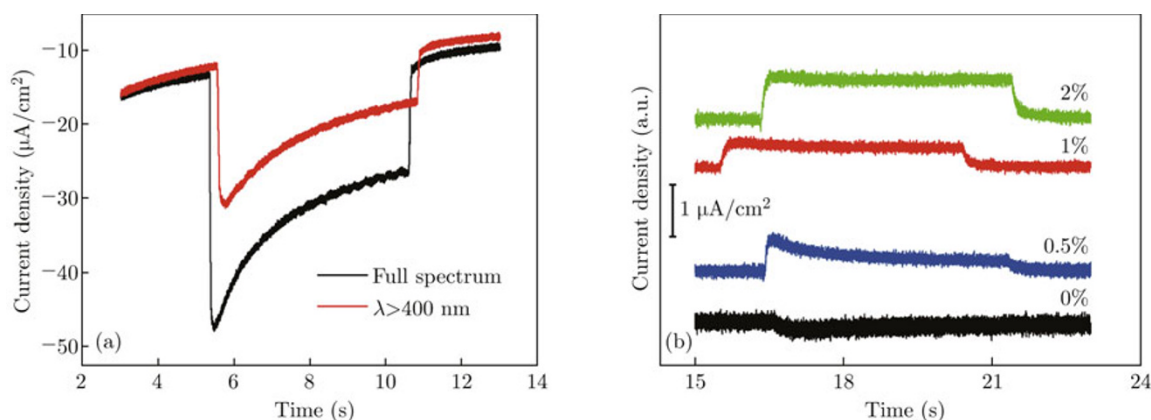 Current density (μA/cm²)
−10
−20
−30
−40
−50
Full spectrum
λ>400 nm
(a)
2 4 6 8 10 12 14
Time (s)
Current density (a.u.)
2%
1%
1 μA/cm²
0.5%
0%
(b)
15 18 21 24
Time (s)